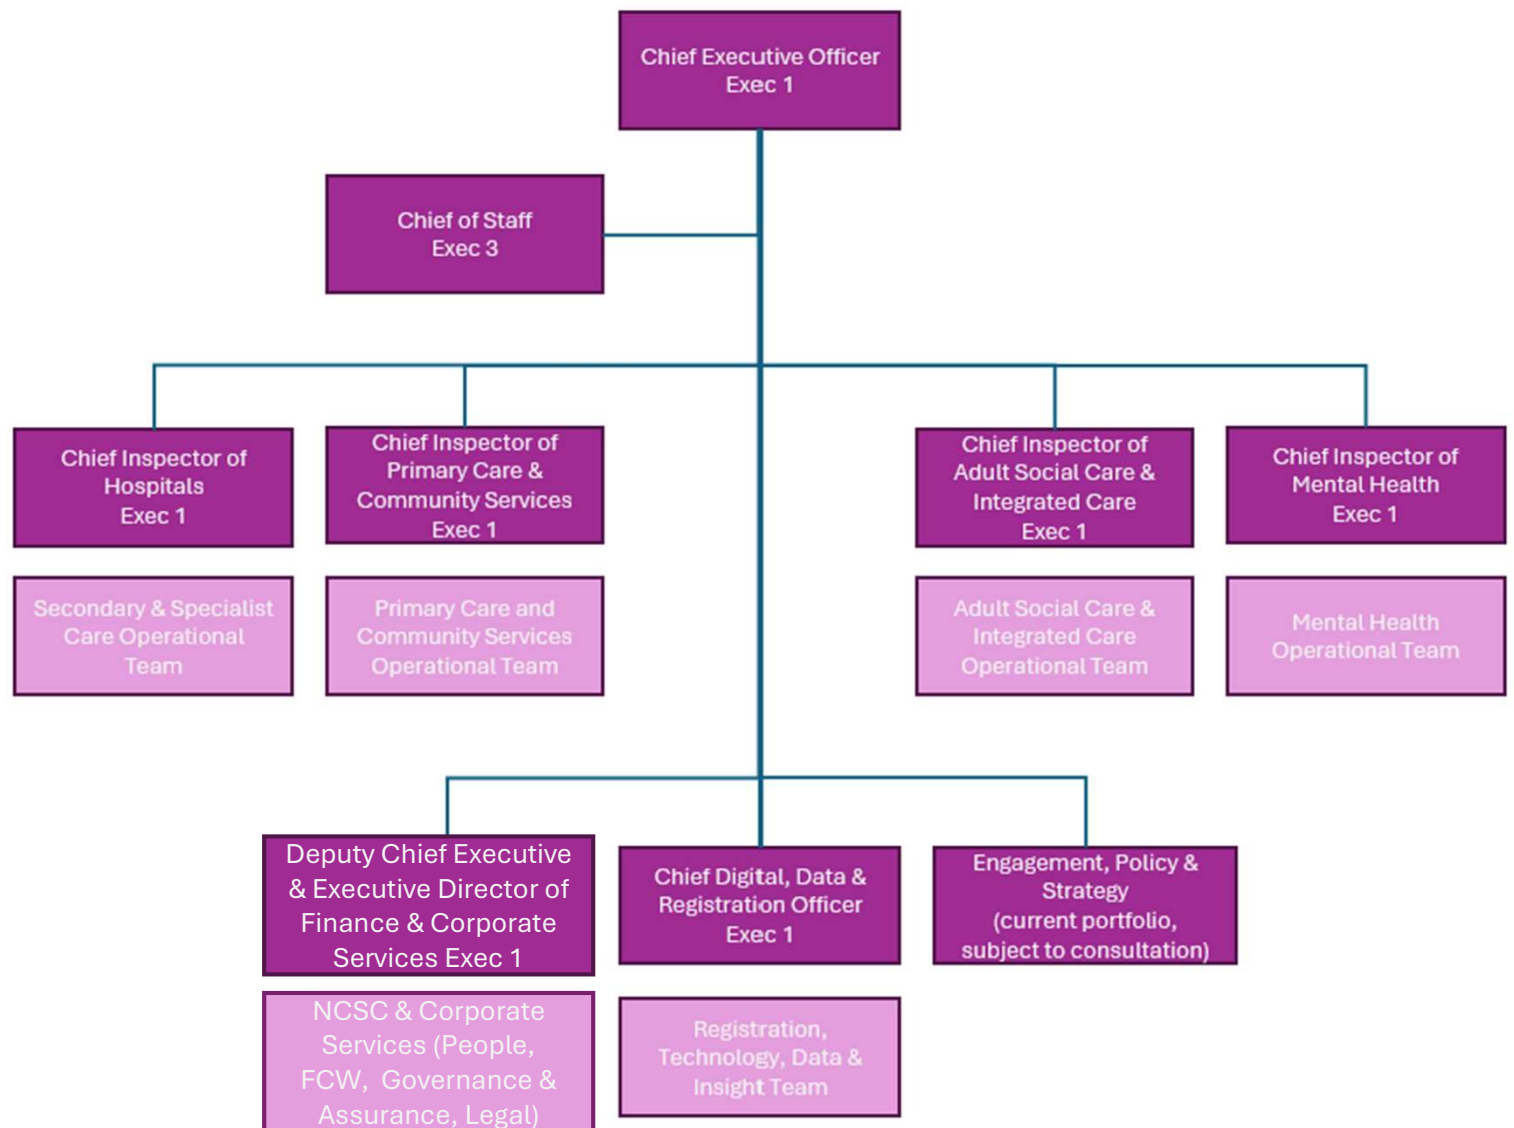 Chief Executive Officer
Exec 1
Chief of Staff
Exec 3
Chief Inspector of
Hospitals
Exec 1
Chief Inspector of
Primary Care &
Community Services
Exec 1
Chief Inspector of
Adult Social Care &
Integrated Care
Exec 1
Chief Inspector of
Mental Health
Exec 1
Secondary & Specialist
Care Operational
Team
Primary Care and
Community Services
Operational Team
Adult Social Care &
Integrated Care
Operational Team
Mental Health
Operational Team
Deputy Chief Executive
& Executive Director of
Finance & Corporate
Services Exec 1
Chief Digital, Data &
Registration Officer
Exec 1
Engagement, Policy &
Strategy
(current portfolio,
subject to consultation)
NCSC & Corporate
Services (People,
FCW, Governance &
Assurance, Legal)
Registration,
Technology, Data &
Insight Team